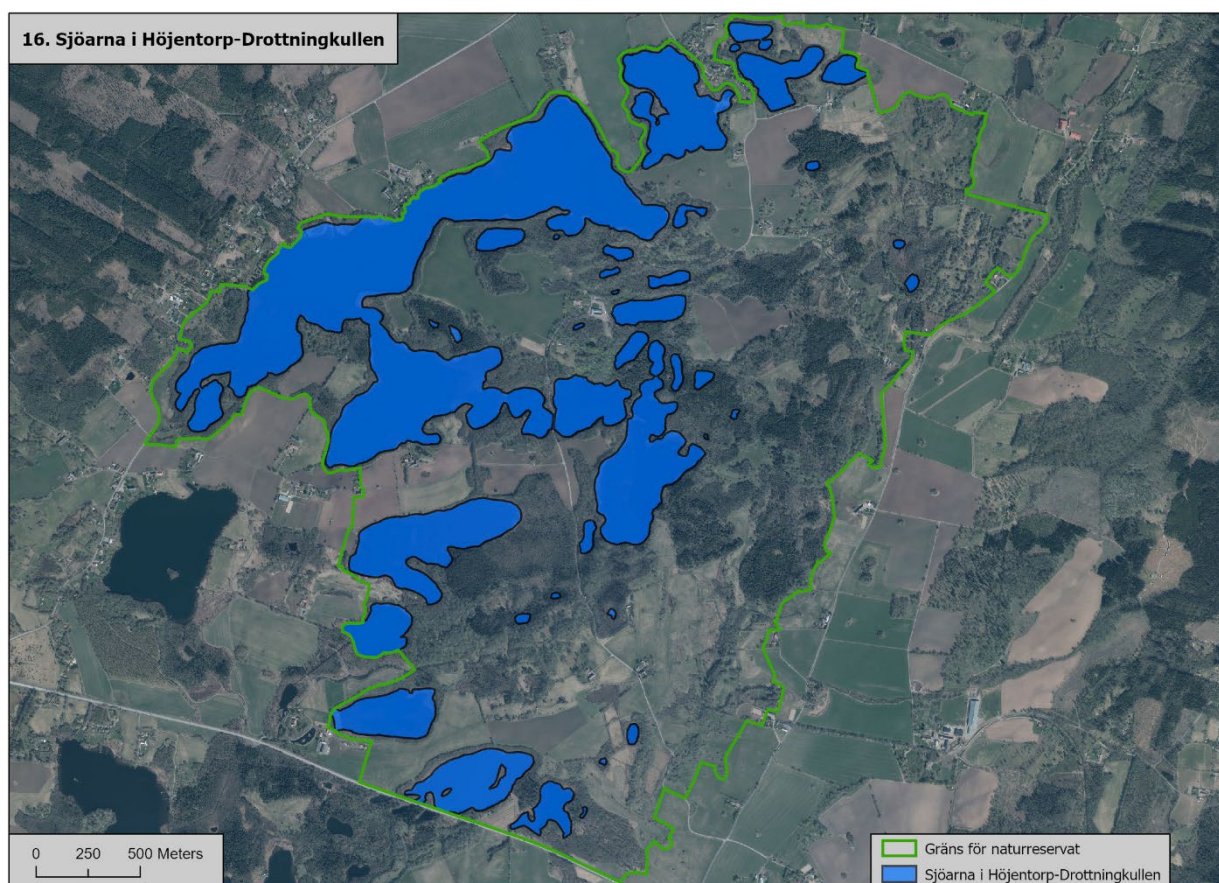 16. Sjöarna i Höjentorp-Drottningkullen
0 250 500 Meters
Gräns för naturreservat
Sjöarna i Höjentorp-Drottningkullen